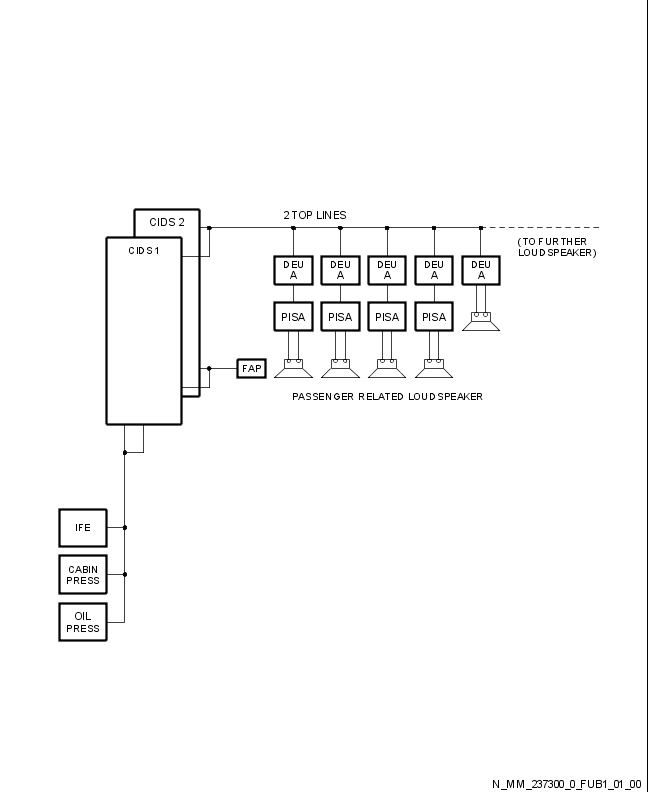 CIDS 2
2 TOP LINES
CIDS 1
(TO FURTHER
LOUDSPEAKER)
DEU
A
DEU
A
DEU
A
DEU
A
DEU
A
PISA
PISA
PISA
PISA
FAP
PASSENGER RELATED LOUDSPEAKER
IFE
CABIN
PRESS
OIL
PRESS
N_MM_237300_0_FUB1_01_00